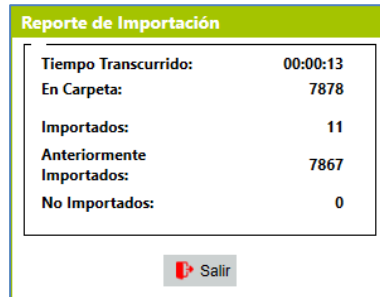 Reporte de Importación
Tiempo Transcurrido: 00:00:13
En Carpeta: 7878
Importados: 11
Anteriormente
Importados: 7867
No Importados: 0
Salir